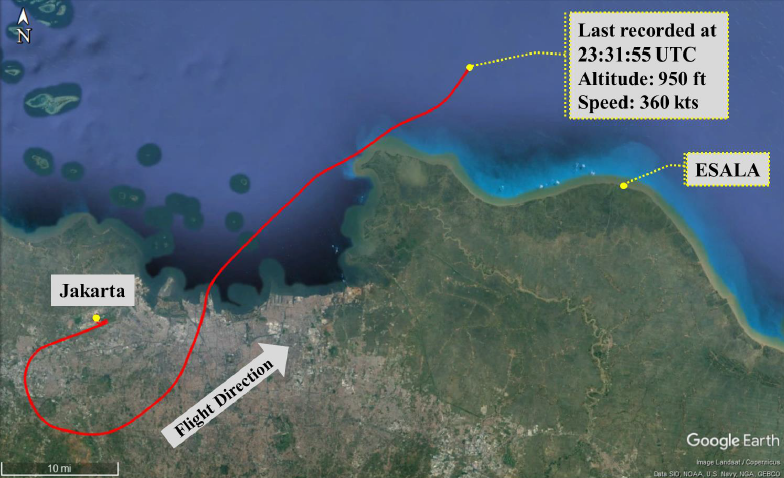 N
Last recorded at
23:31:55 UTC
Altitude: 950 ft
Speed: 360 kts
ESALA
Jakarta
Flight Direction
Google Earth
Image Landsat / Copernicus
Data SIO, NOAA, U.S. Navy, NGA, GEBCO
10 mi